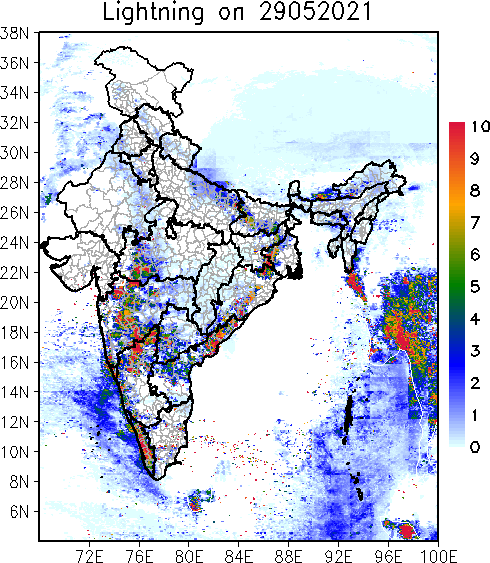 Lightning on 29052021
38N
36N
34N
32N
30N
28N
26N
24N
22N
20N
18N
16N
14N
12N
10N
8N
6N
72E 76E 80E 84E 88E 92E 96E 100E
10
9
8
7
6
5
4
3
2
1
0